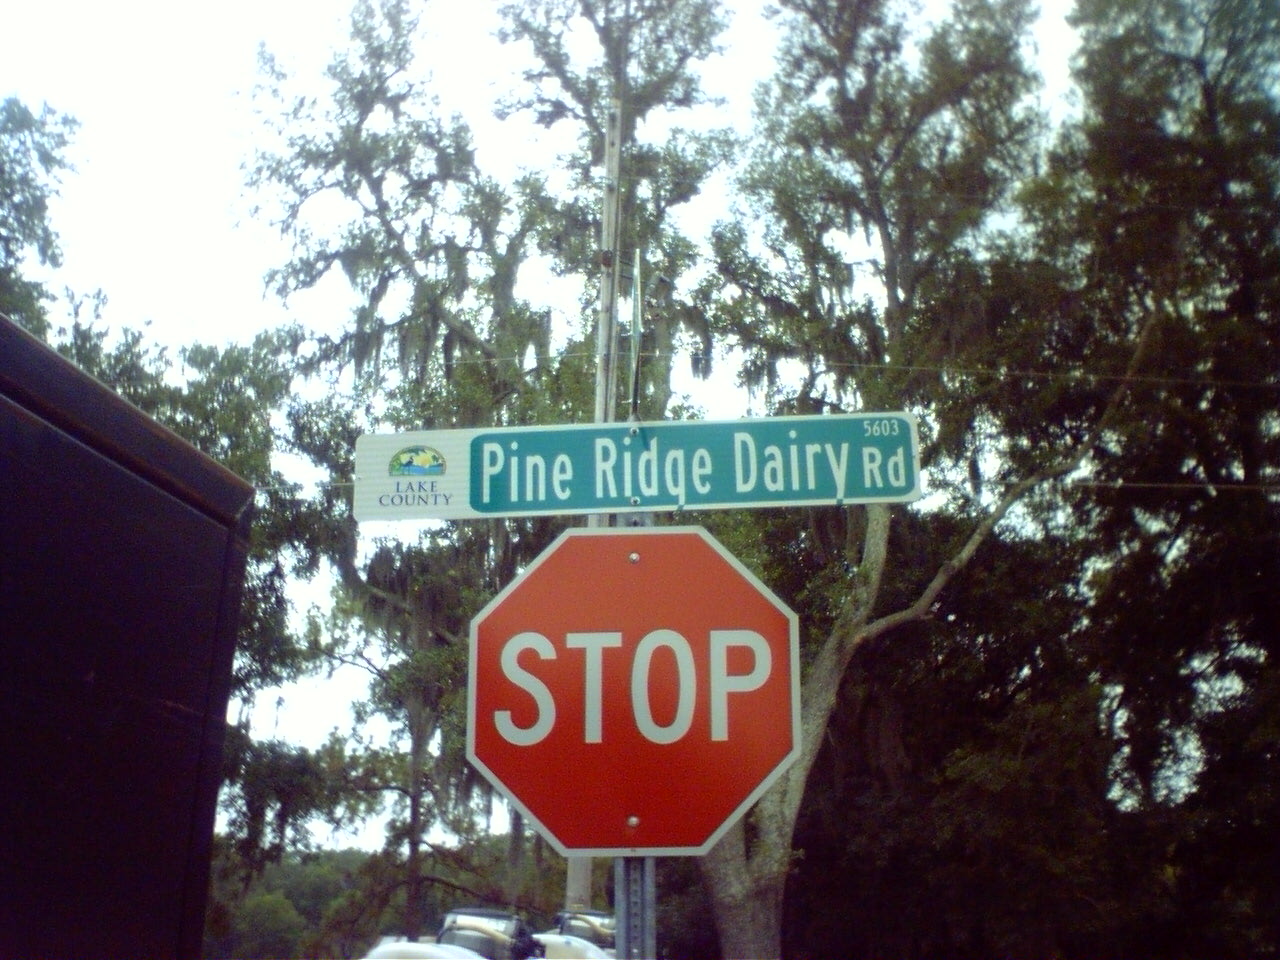 5603
LAKE
COUNTY
Pine Ridge Dairy Rd
STOP